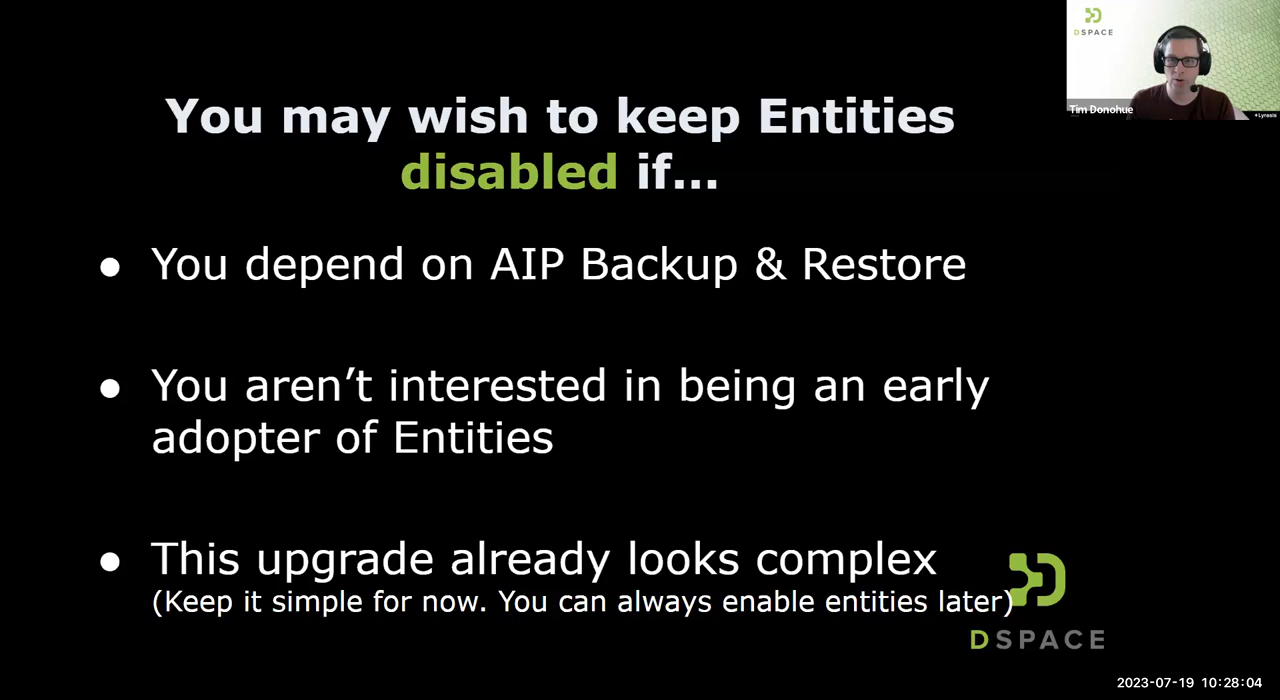 DSPACE
Tim Donohue
Lyrasis
You may wish to keep Entities
disabled if...
● You depend on AIP Backup & Restore
● You aren’t interested in being an early
adopter of Entities
● This upgrade already looks complex
(Keep it simple for now. You can always enable entities later)
DSPACE
2023-07-19 10:28:04